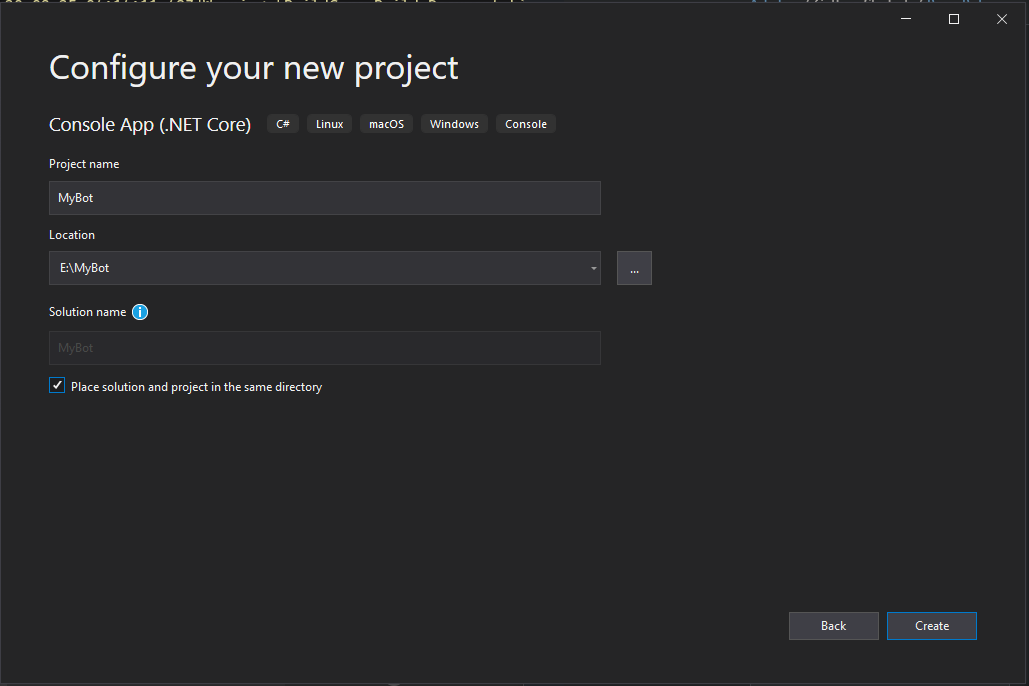 Configure your new project
Console App (.NET Core) C# Linux macOS Windows Console
Project name
MyBot
Location
E:\MyBot
...
Solution name
MyBot
Place solution and project in the same directory
Back Create